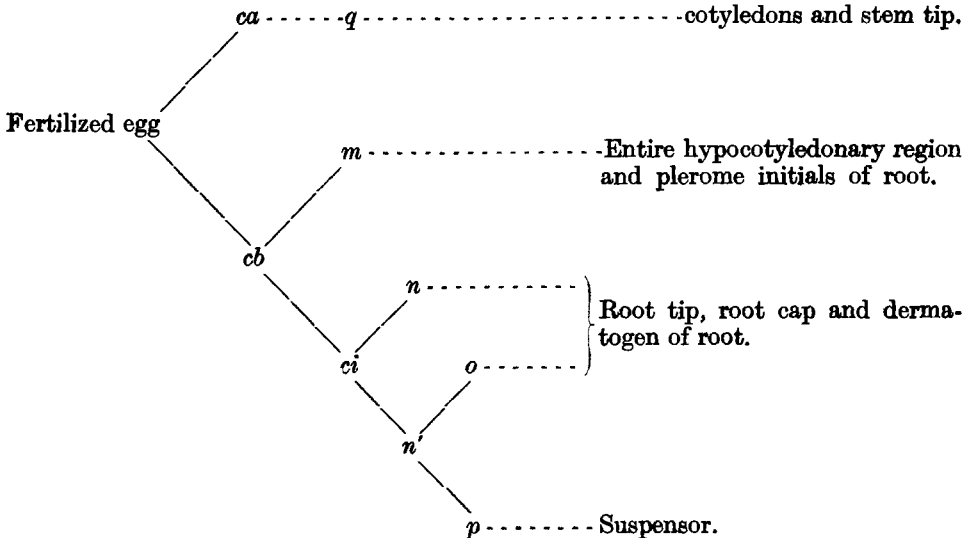 ca q cotyledons and stem tip.
Fertilized egg
m Entire hypocotyledonary region
and plerome initials of root.
cb
n
Root tip, root cap and derma-
togen of root.
ci o
n'
p Suspensor.